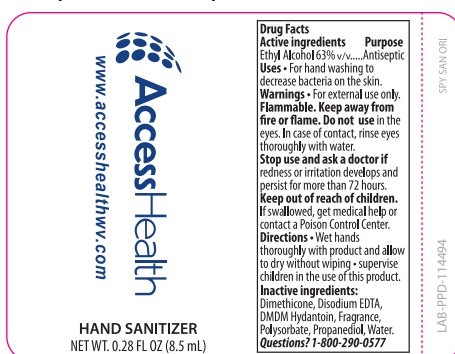 www.accesshealthwv.com
AccessHealth
HAND SANITIZER
NET WT. 0.28 FL OZ (8.5 mL)
Drug Facts
Active ingredients Purpose
Ethyl Alcohol 63% v/v.....Antiseptic
Uses • For hand washing to
decrease bacteria on the skin.
Warnings • For external use only.
Flammable. Keep away from
fire or flame. Do not use in the
eyes. In case of contact, rinse eyes
thoroughly with water.
Stop use and ask a doctor if
redness or irritation develops and
persist for more than 72 hours.
Keep out of reach of children.
If swallowed, get medical help or
contact a Poison Control Center.
Directions • Wet hands
thoroughly with product and allow
to dry without wiping • supervise
children in the use of this product.
Inactive ingredients:
Dimethicone, Disodium EDTA,
DMDM Hydantoin, Fragrance,
Polysorbate, Propanediol, Water.
Questions? 1-800-290-0577
SPY SAN ORI
LAB-PPD-114494